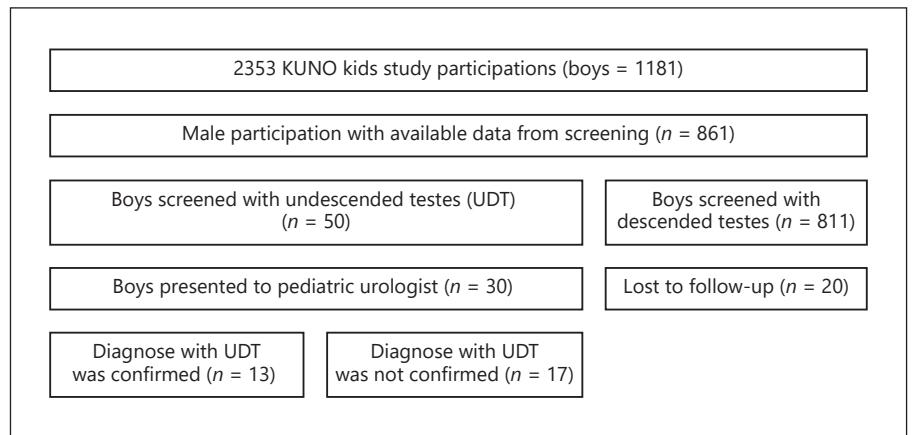 2353 KUNO kids study participations (boys = 1181)
Male participation with available data from screening (n = 861)
Boys screened with undescended testes (UDT)
(n = 50)
Boys screened with
descended testes (n = 811)
Boys presented to pediatric urologist (n = 30)
Lost to follow-up (n = 20)
Diagnose with UDT
was confirmed (n = 13)
Diagnose with UDT
was not confirmed (n = 17)